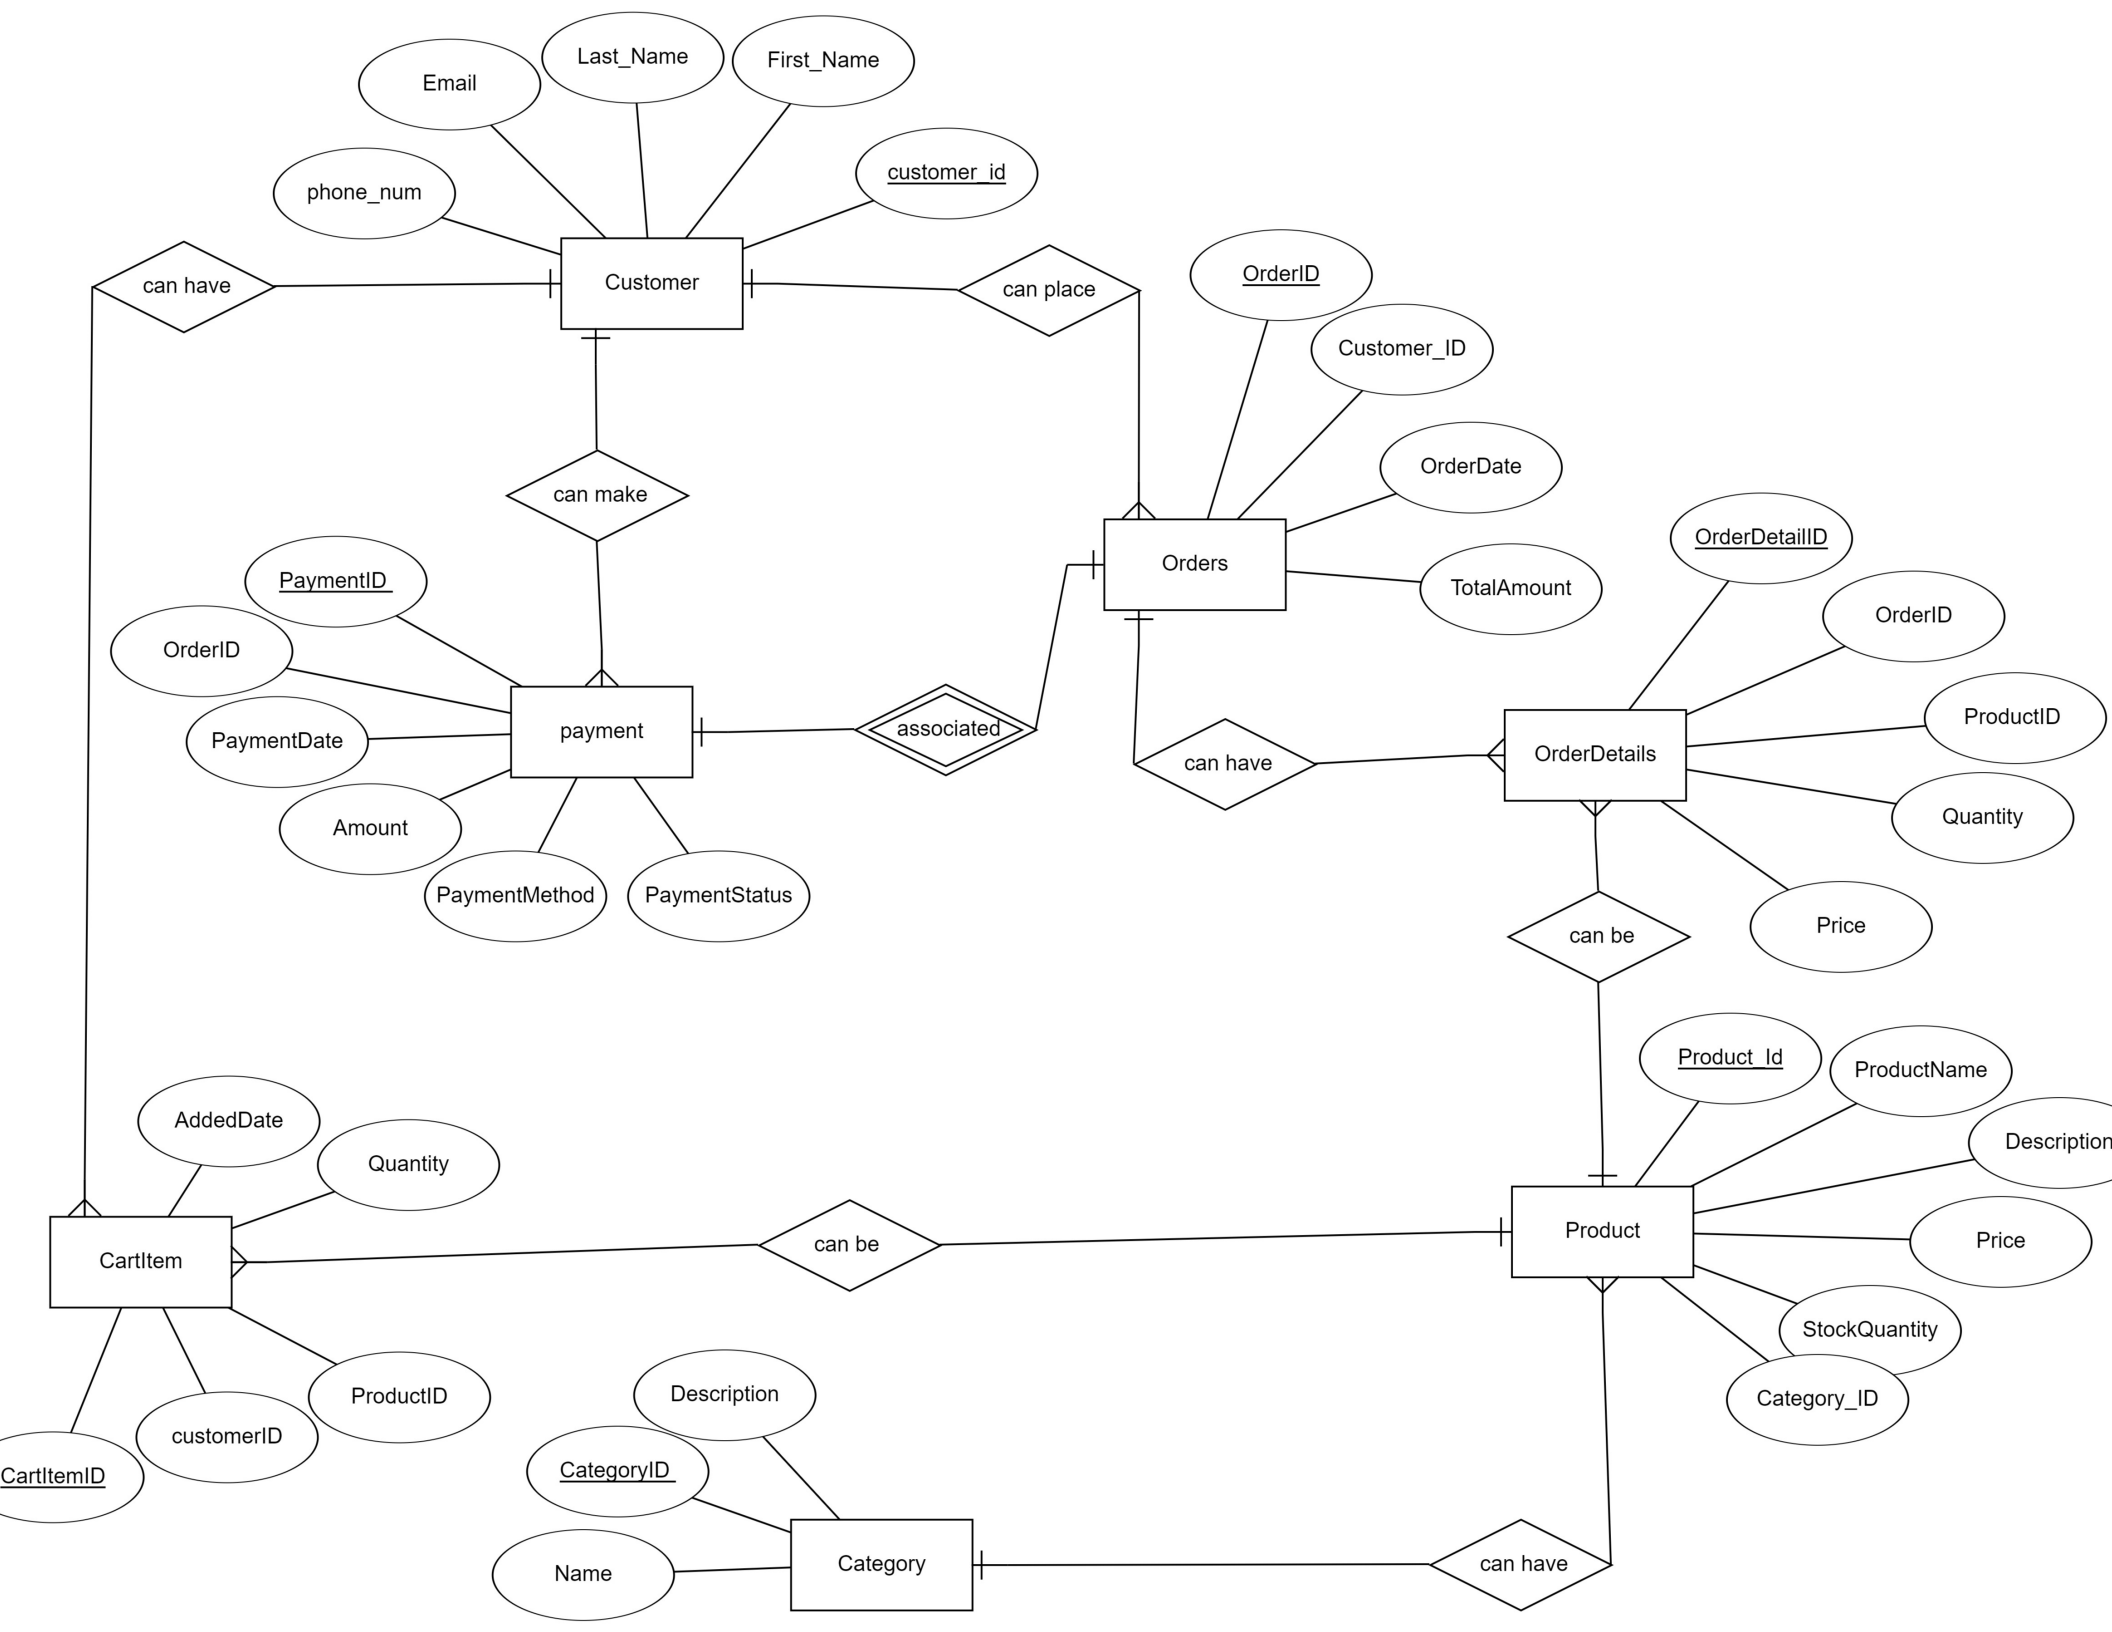 Last_Name
First_Name
Email
customer_id
phone_num
OrderID
can have
Customer
can place
Customer_ID
OrderDate
can make
OrderDetailID
Orders
PaymentID
TotalAmount
OrderID
OrderID
ProductID
payment
associated
PaymentDate
can have
OrderDetails
Quantity
Amount
PaymentMethod
PaymentStatus
Price
can be
Product_Id
ProductName
AddedDate
Description
Quantity
Product
Price
can be
CartItem
StockQuantity
Description
ProductID
Category_ID
customerID
CategoryID
CartItemID
Category
can have
Name